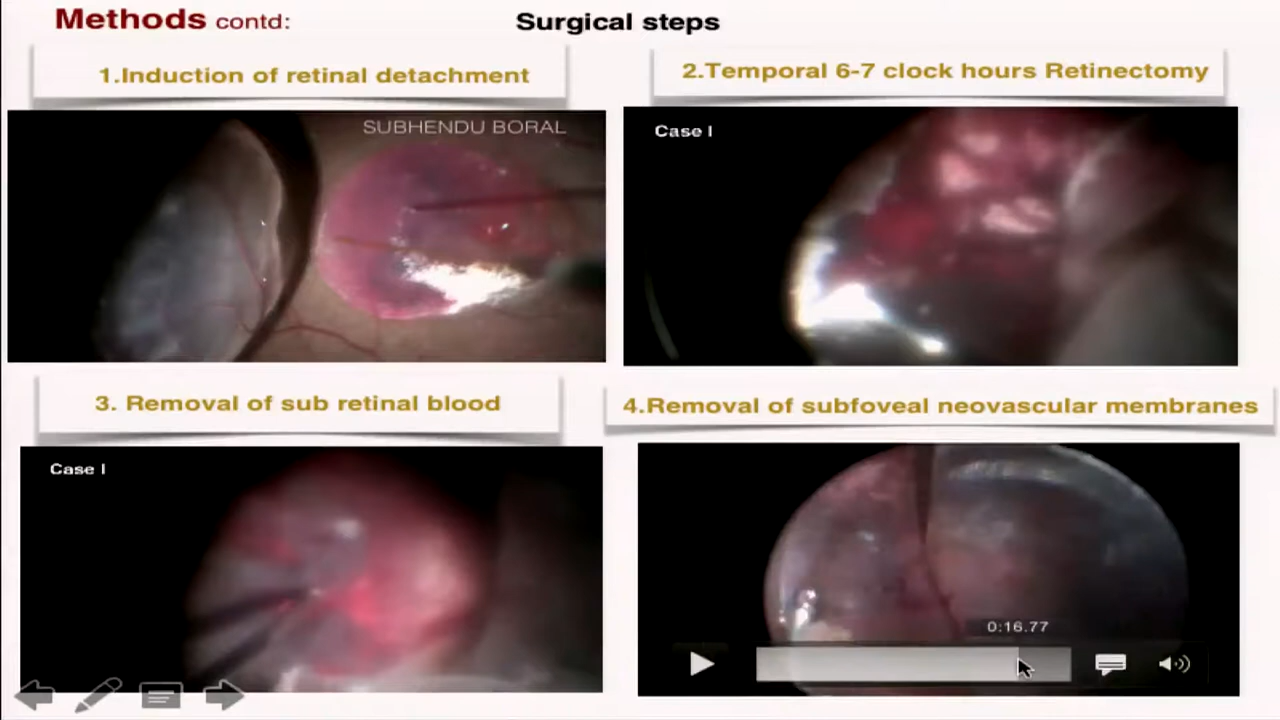 Methods contd:
Surgical steps
1.Induction of retinal detachment
2.Temporal 6-7 clock hours Retinectomy
SUBHENDU BORAL
Case I
3. Removal of sub retinal blood
4.Removal of subfoveal neovascular membranes
Case I
0:16.77